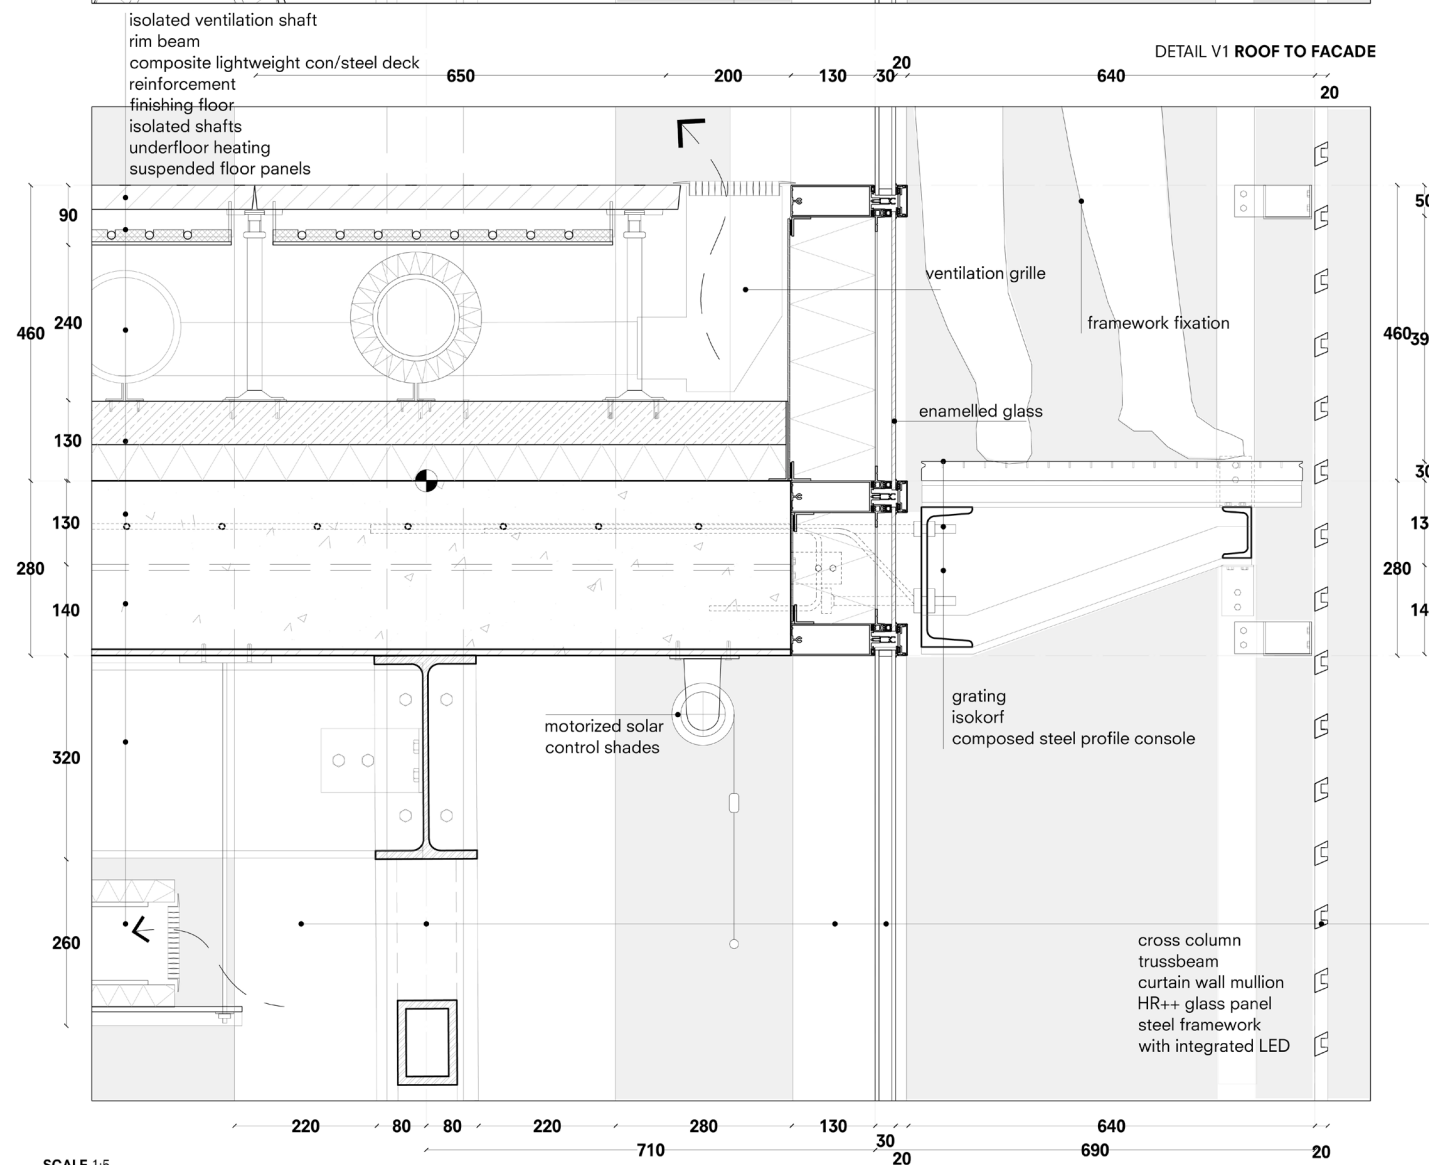 isolated ventilation shaft
rim beam
composite lightweight con/steel deck
reinforcement
finishing floor
isolated shafts
underfloor heating
suspended floor panels
DETAIL V1 ROOF TO FACADE
650
200
130
30
20
640
20
90
460
240
130
130
280
140
320
260
ventilation grille
framework fixation
enamelled glass
460
280
motorized solar
control shades
grating
isokorf
composed steel profile console
cross column
trussbeam
curtain wall mullion
HR++ glass panel
steel framework
with integrated LED
220
80
80
220
280
130
30
640
710
20
690
20
SCALE 1:5